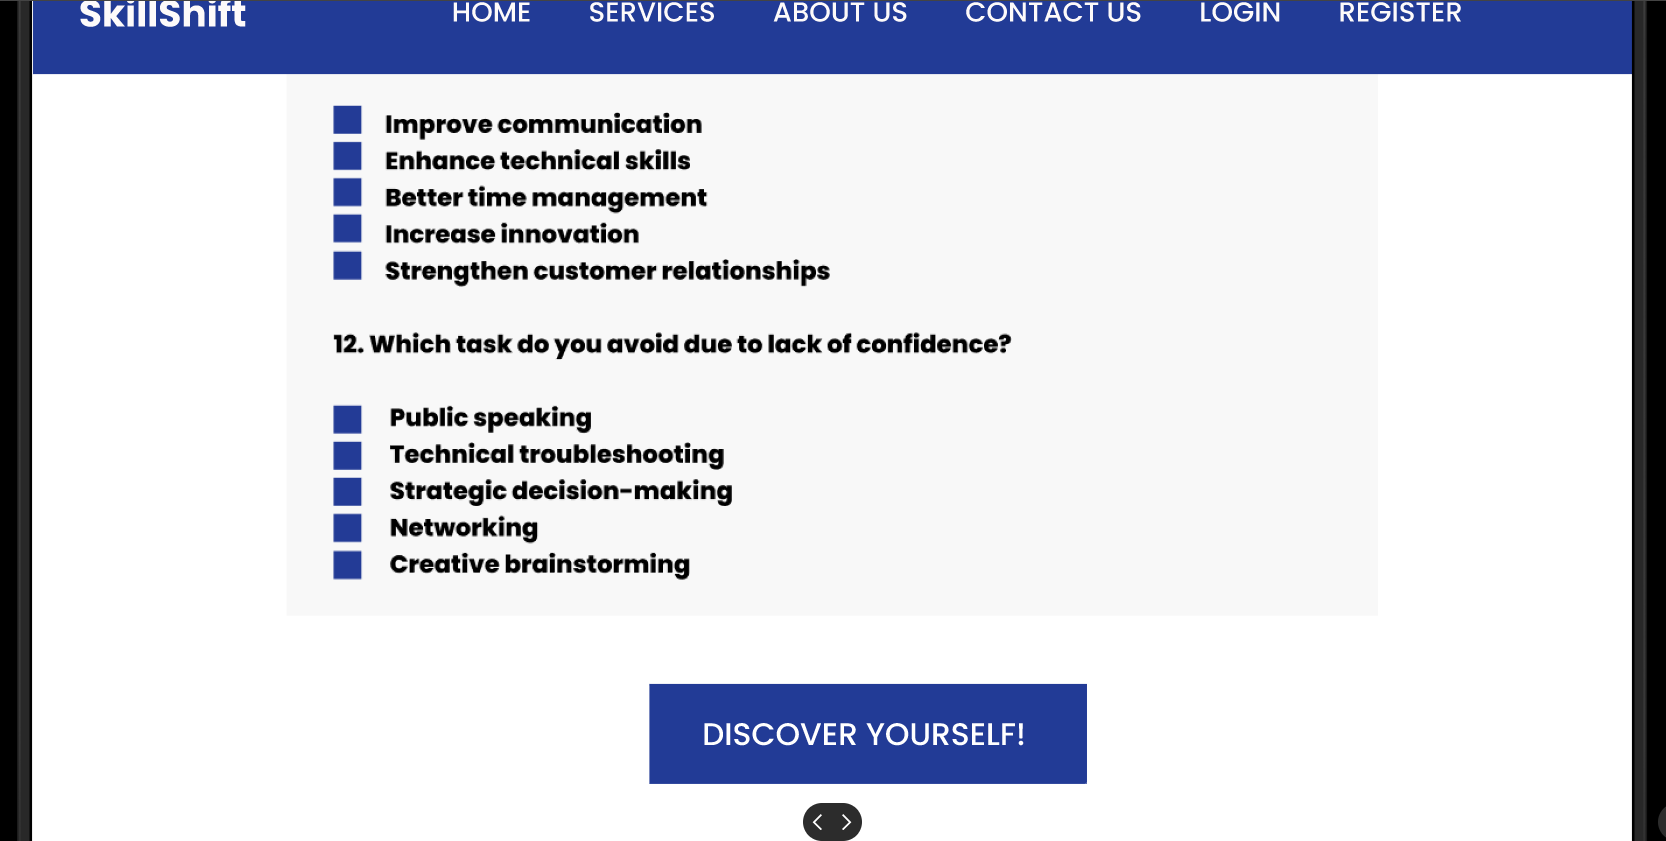 SkillShift HOME SERVICES ABOUT US CONTACT US LOGIN REGISTER
Improve communication
Enhance technical skills
Better time management
Increase innovation
Strengthen customer relationships
12. Which task do you avoid due to lack of confidence?
Public speaking
Technical troubleshooting
Strategic decision-making
Networking
Creative brainstorming
DISCOVER YOURSELF!